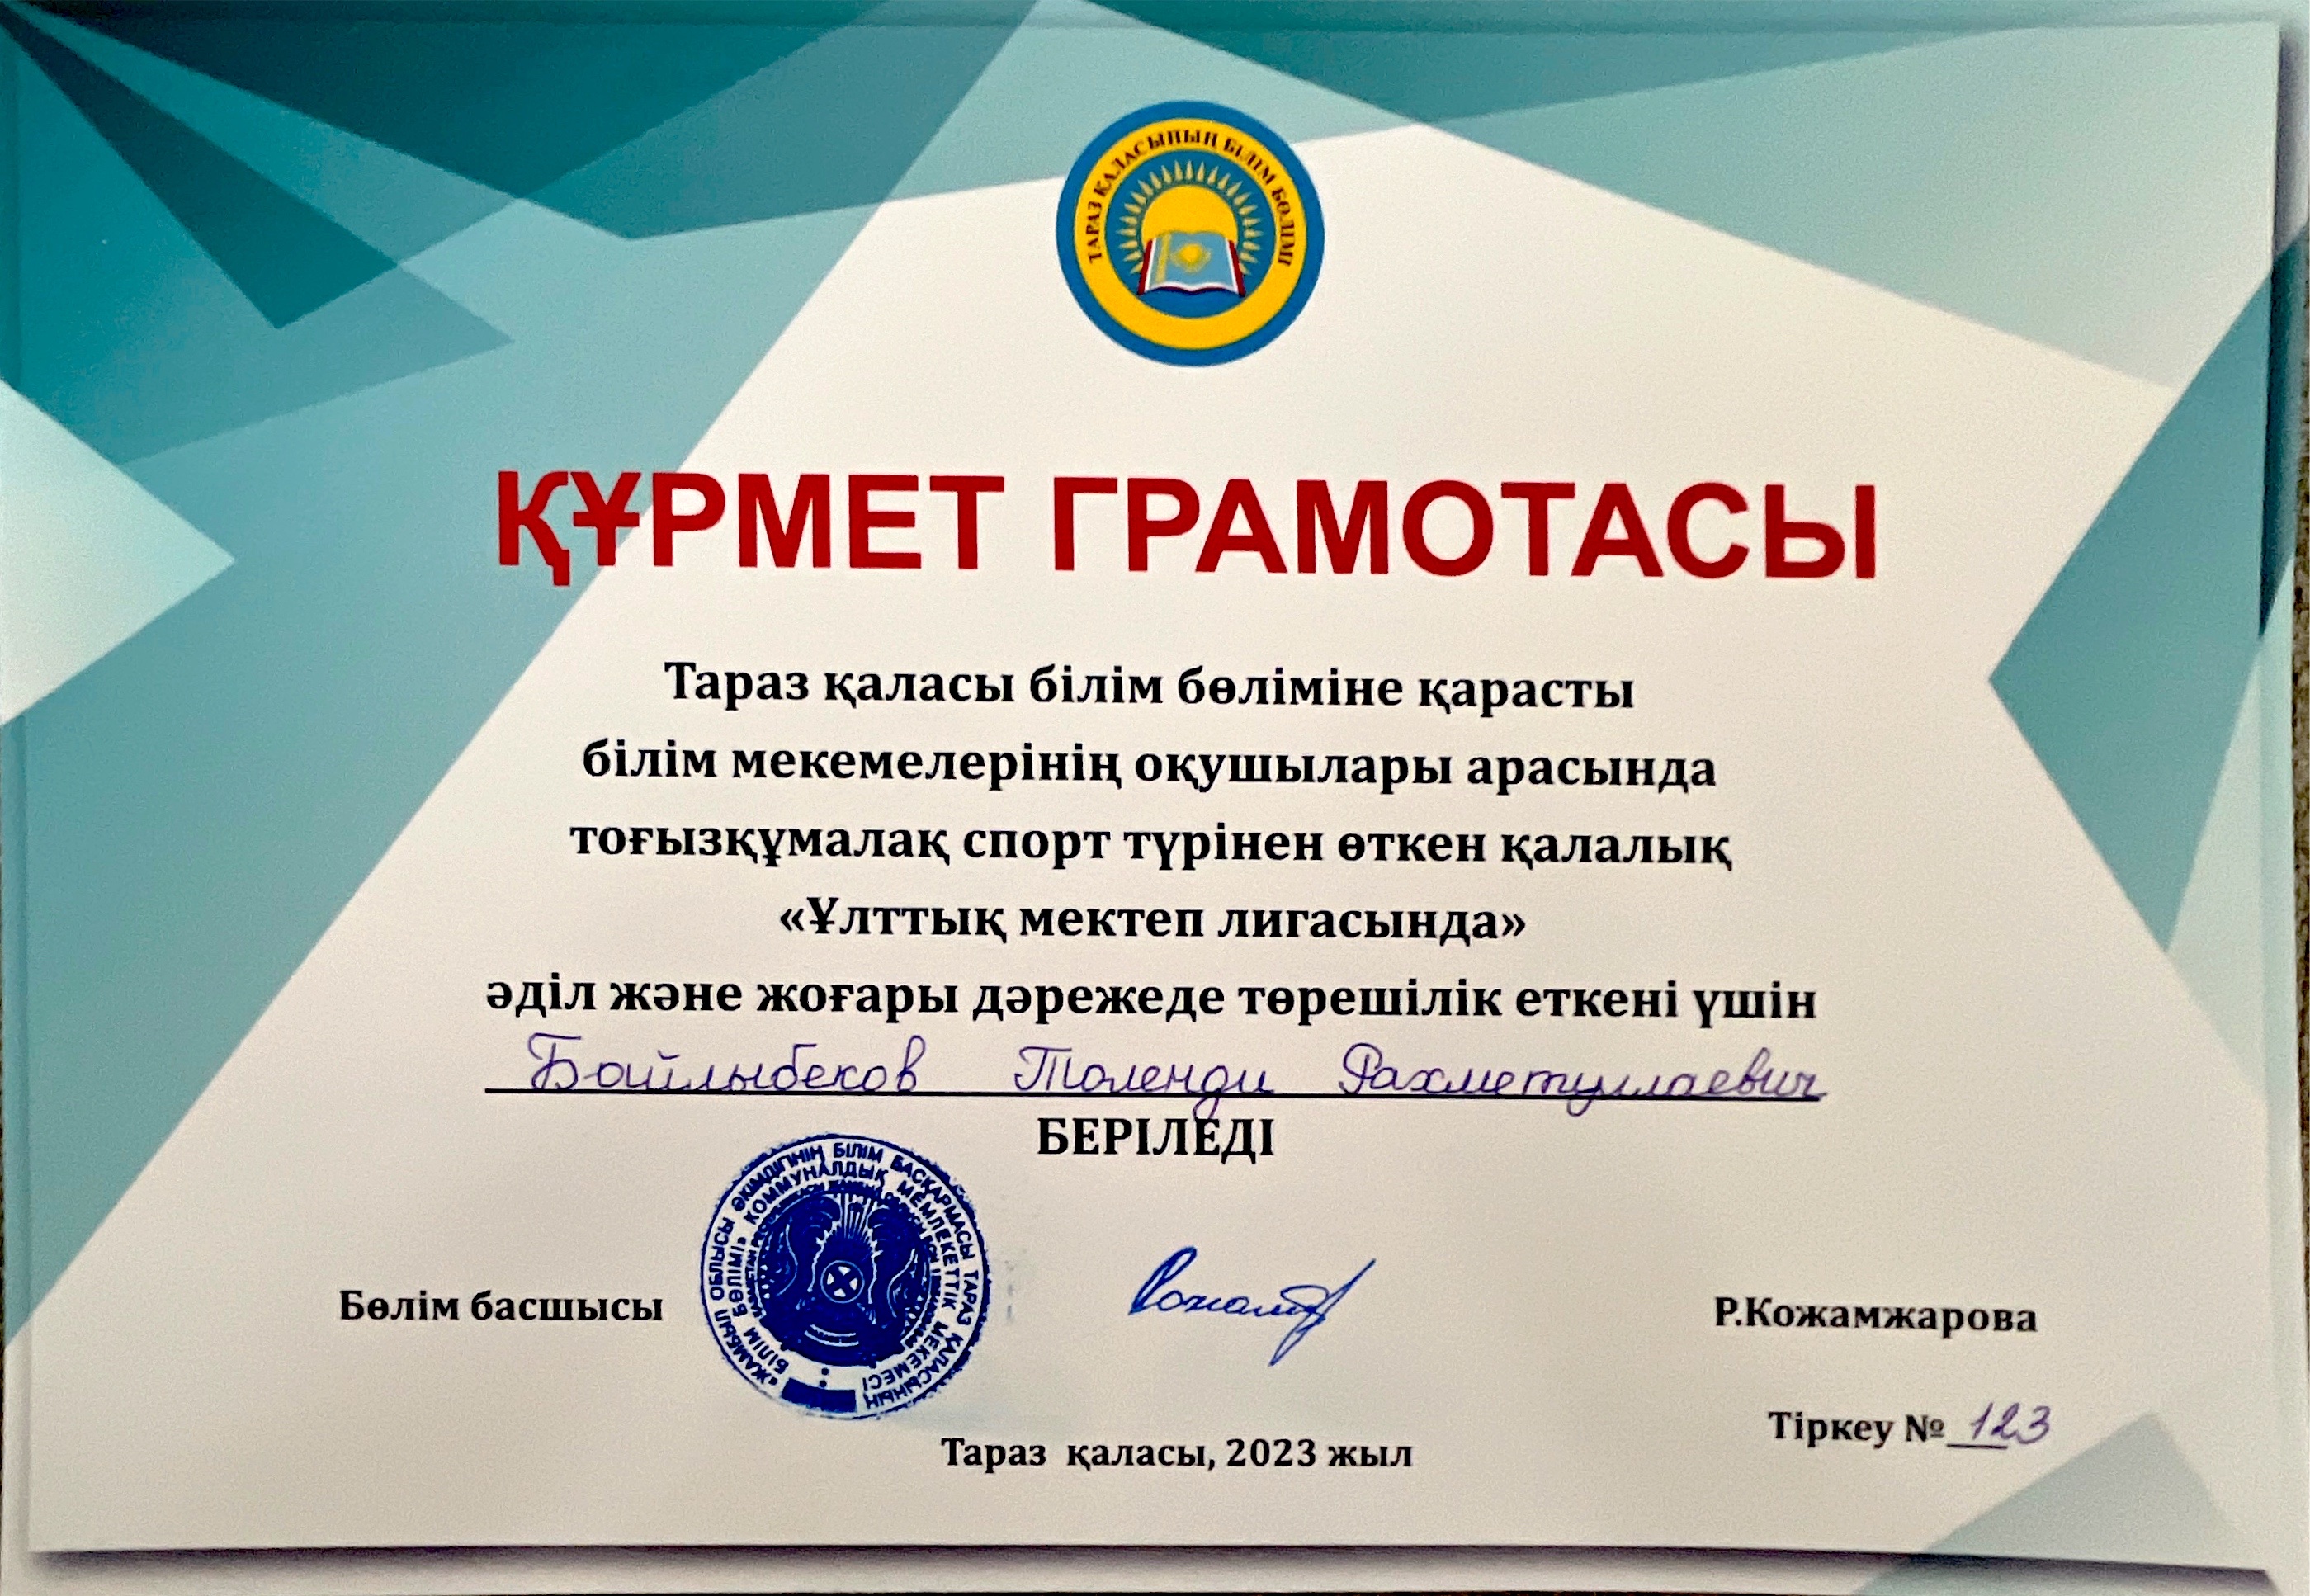 ТАРАЗ ҚАЛАСЫНЫҢ БІЛІМ БӨЛІМІ
ҚҰРМЕТ ГРАМОТАСЫ
Тараз қаласы білім бөліміне қарасты
білім мекемелерінің оқушылары арасында
тоғызқұмалақ спорт түрінен өткен қалалық
«Ұлттық мектеп лигасында»
әділ және жоғары дәрежеде төрешілік еткені үшін
Байлыбеков Толенди Рахметуллаевич
БЕРІЛЕДІ
«ЖАМБЫЛ ОБЛЫСЫ ӘКІМДІГІНІҢ БІЛІМ БАСҚАРМАСЫ ТАРАЗ ҚАЛАСЫНЫҢ
БІЛІМ БӨЛІМІ» КОММУНАЛДЫҚ МЕМЛЕКЕТТІК МЕКЕМЕСІ
Бөлім басшысы
Р.Кожамжарова
Тіркеу № 123
Тараз қаласы, 2023 жыл